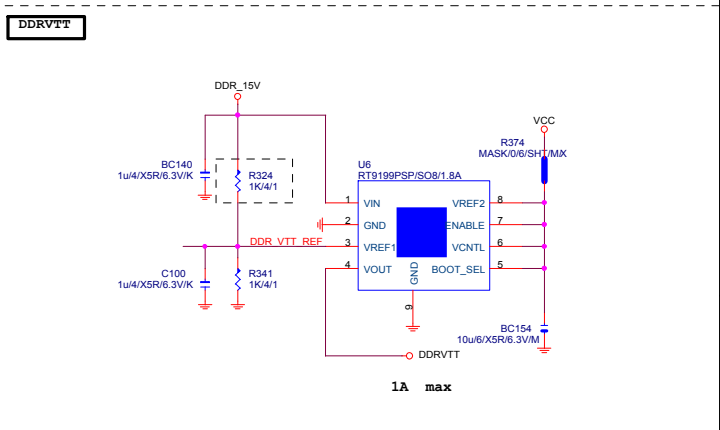 DDRVTT
DDR_15V
VCC
R374
MASK/0/6/SHT/M/X
BC140
1u/4/X5R/6.3V/K
R324
1K/4/1
U6
RT9199PSP/SO8/1.8A
1 VIN
VREF2 8
2 GND
ENABLE 7
DDR_VTT_REF
3 VREF1
VCNTL 6
4 VOUT
BOOT_SEL 5
GND
9
C100
1u/4/X5R/6.3V/K
R341
1K/4/1
BC154
10u/6/X5R/6.3V/M
DDRVTT
1A max